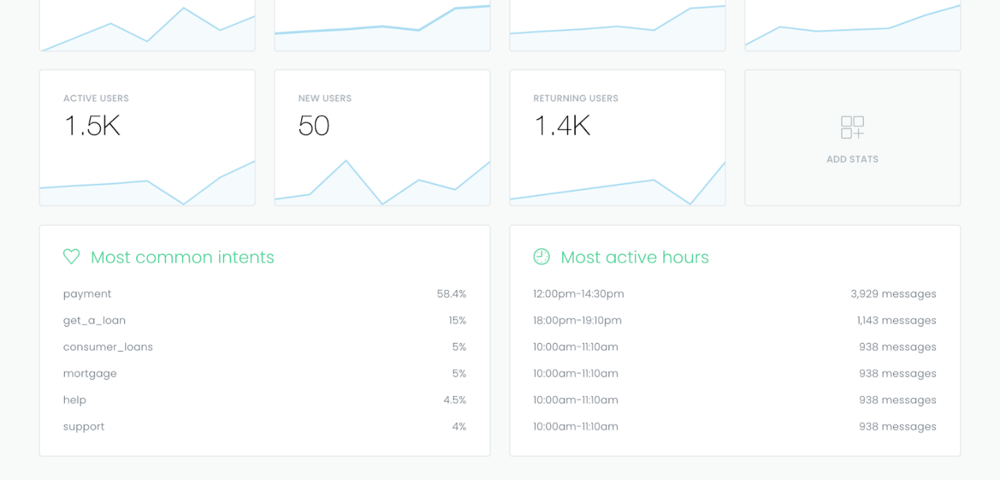 ACTIVE USERS
1.5K
NEW USERS
50
RETURNING USERS
1.4K
ADD STATS
Most common intents
payment 58.4%
get_a_loan 15%
consumer_loans 5%
mortgage 5%
help 4.5%
support 4%
Most active hours
12:00pm-14:30pm 3,929 messages
18:00pm-19:10pm 1,143 messages
10:00am-11:10am 938 messages
10:00am-11:10am 938 messages
10:00am-11:10am 938 messages
10:00am-11:10am 938 messages